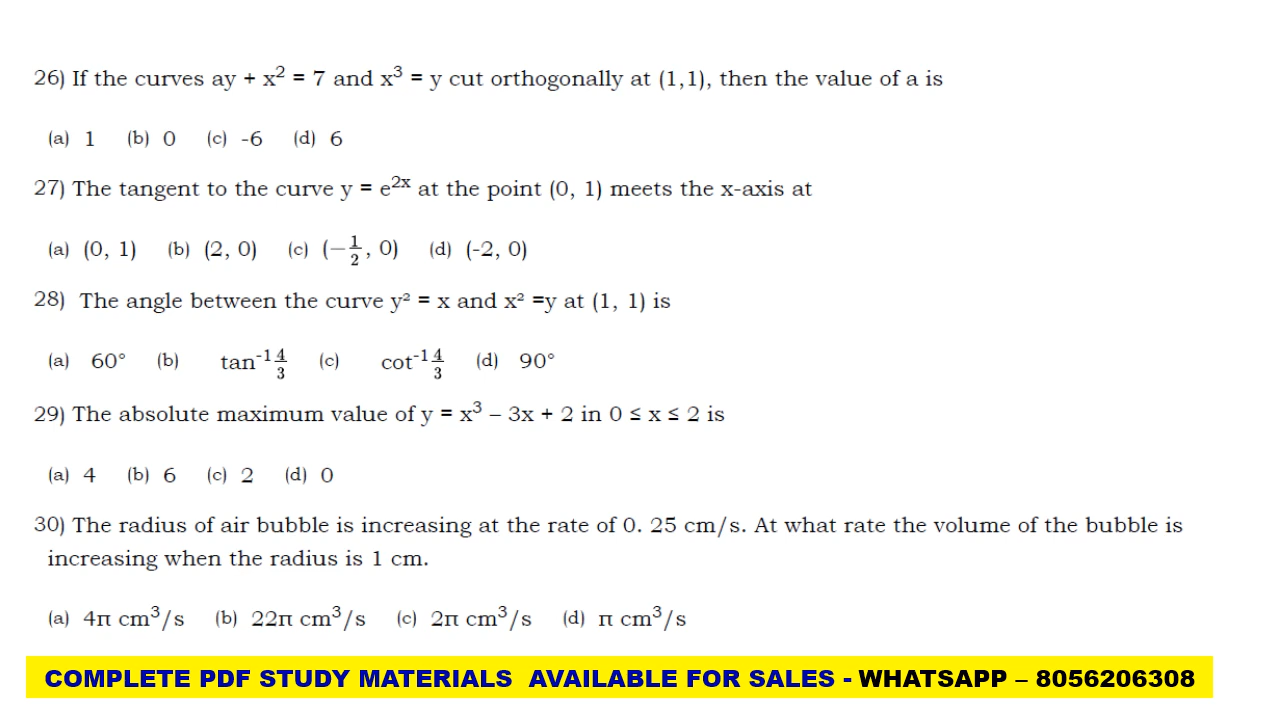 26) If the curves ay + x² = 7 and x³ = y cut orthogonally at (1,1), then the value of a is
(a) 1 (b) 0 (c) -6 (d) 6
27) The tangent to the curve y = e²ˣ at the point (0, 1) meets the x-axis at
(a) (0, 1) (b) (2, 0) (c) (−1/2, 0) (d) (-2, 0)
28) The angle between the curve y² = x and x² =y at (1, 1) is
(a) 60° (b) tan⁻¹ 4/3 (c) cot⁻¹ 4/3 (d) 90°
29) The absolute maximum value of y = x³ – 3x + 2 in 0 ≤ x ≤ 2 is
(a) 4 (b) 6 (c) 2 (d) 0
30) The radius of air bubble is increasing at the rate of 0. 25 cm/s. At what rate the volume of the bubble is
increasing when the radius is 1 cm.
(a) 4π cm³/s (b) 22π cm³/s (c) 2π cm³/s (d) π cm³/s
COMPLETE PDF STUDY MATERIALS AVAILABLE FOR SALES - WHATSAPP – 8056206308